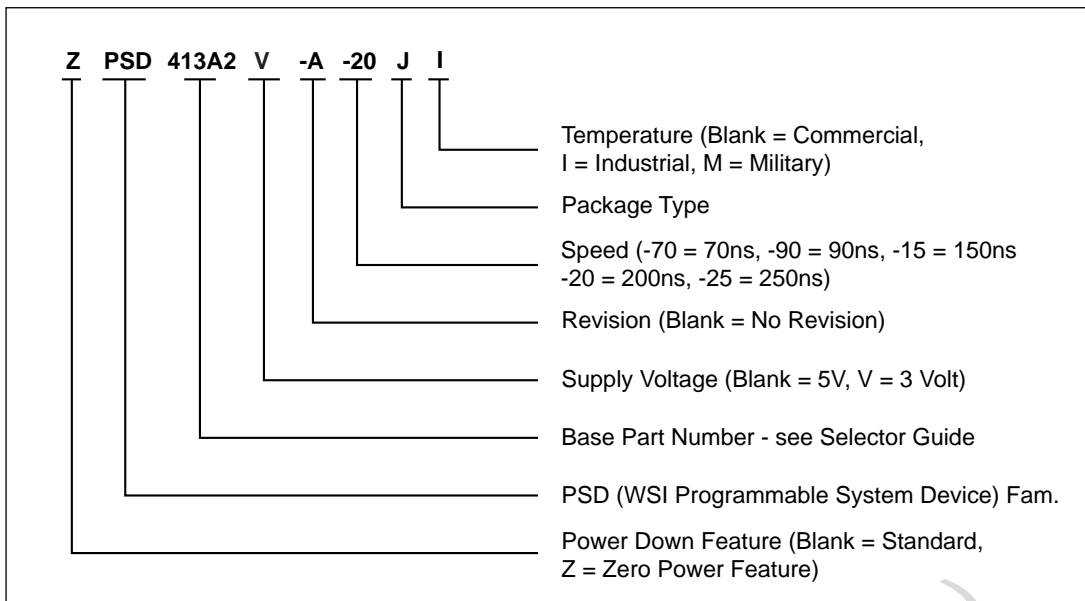 Z PSD 413A2 V -A -20 J I
Temperature (Blank = Commercial,
I = Industrial, M = Military)
Package Type
Speed (-70 = 70ns, -90 = 90ns, -15 = 150ns
-20 = 200ns, -25 = 250ns)
Revision (Blank = No Revision)
Supply Voltage (Blank = 5V, V = 3 Volt)
Base Part Number - see Selector Guide
PSD (WSI Programmable System Device) Fam.
Power Down Feature (Blank = Standard,
Z = Zero Power Feature)